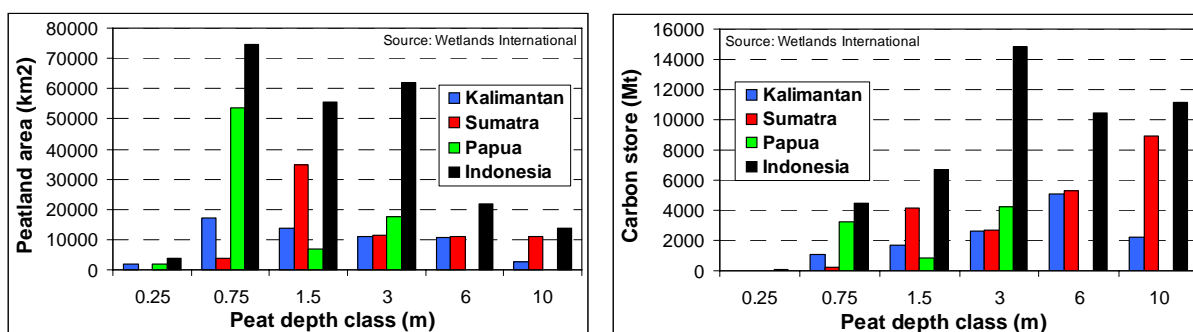 80000
70000
60000
50000
40000
30000
20000
10000
0
Peatland area (km2)
Source: Wetlands International
Kalimantan
Sumatra
Papua
Indonesia
0.25 0.75 1.5 3 6 10
Peat depth class (m)
16000
14000
12000
10000
8000
6000
4000
2000
0
Carbon store (Mt)
Source: Wetlands International
Kalimantan
Sumatra
Papua
Indonesia
0.25 0.75 1.5 3 6 10
Peat depth class (m)